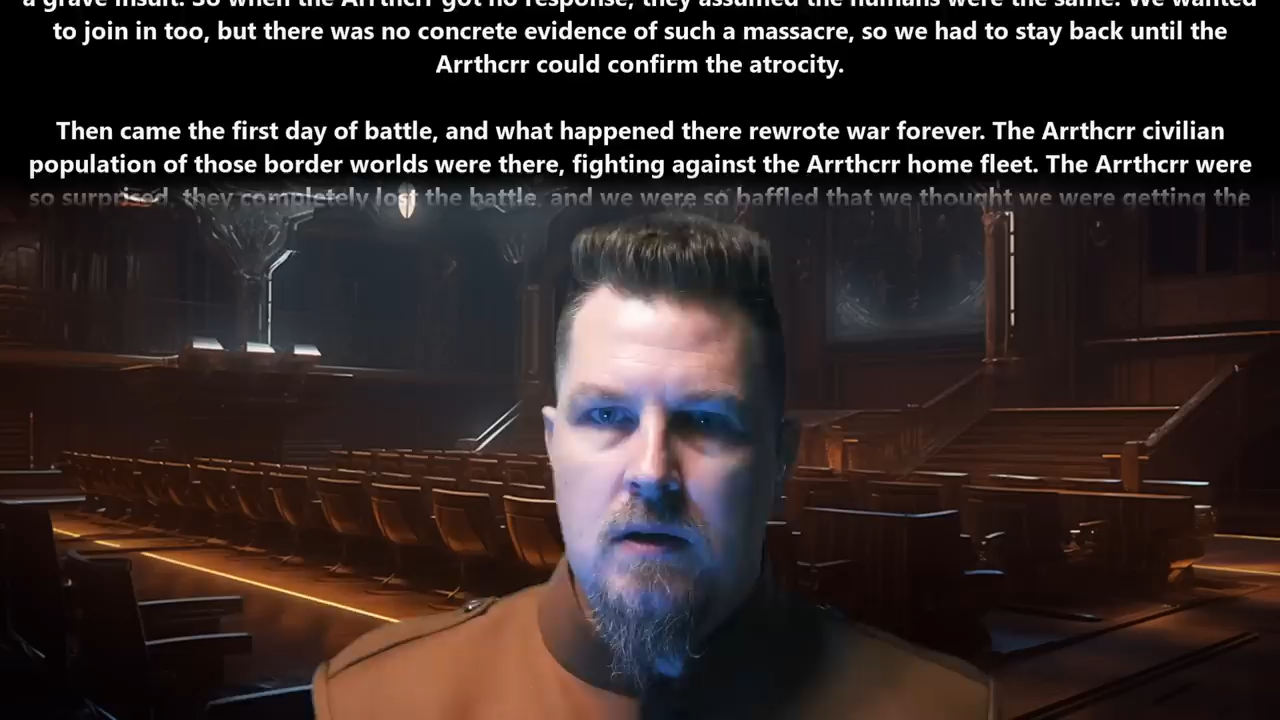 a grave insult. So when the Arrthcrr got no response, they assumed the humans were the same. We wanted
to join in too, but there was no concrete evidence of such a massacre, so we had to stay back until the
Arrthcrr could confirm the atrocity.
Then came the first day of battle, and what happened there rewrote war forever. The Arrthcrr civilian
population of those border worlds were there, fighting against the Arrthcrr home fleet. The Arrthcrr were
so surprised, they completely lost the battle, and we were so baffled that we thought we were getting the